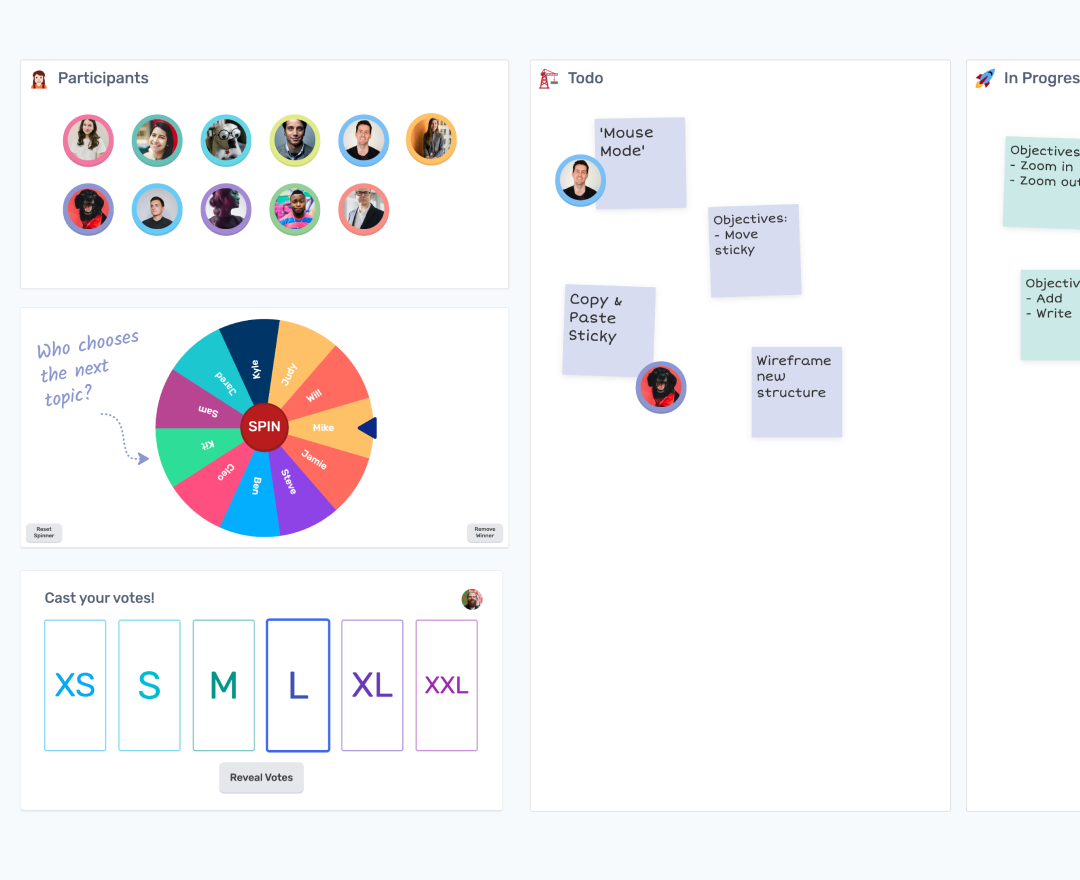 Participants
Who chooses
the next
topic?
Kyle
Judy
Will
Mike
Jamie
Steve
Ben
Cleo
Kit
Sam
Jared
SPIN
Reset
Spinner
Remove
Winner
Cast your votes!
XS
S
M
L
XL
XXL
Reveal Votes
Todo
'Mouse
Mode'
Objectives:
- Move
sticky
Copy &
Paste
Sticky
Wireframe
new
structure
In Progres
Objectives
- Zoom in
- Zoom out
Objectiv
- Add
- Write